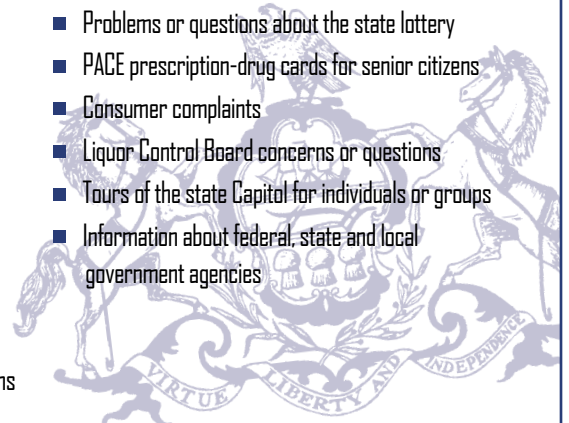 ■ Problems or questions about the state lottery
■ PACE prescription-drug cards for senior citizens
■ Consumer complaints
■ Liquor Control Board concerns or questions
■ Tours of the state Capitol for individuals or groups
■ Information about federal, state and local
government agencies
ns
VIRTUE LIBERTY AND INDEPENDENCE